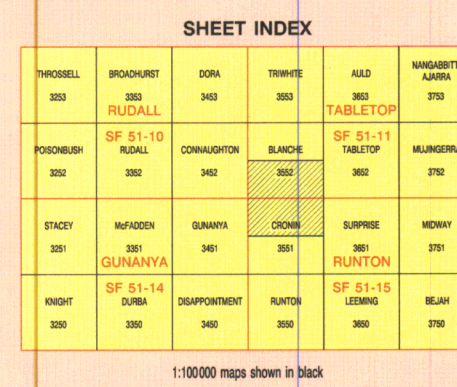 SHEET INDEX
THROSSELL BROADHURST DORA TRIWHITE AULD NANGABBITT
AJARRA
3253 3353 3453 3553 3653 3753
RUDALL TABLETOP
SF 51-10 SF 51-11
POISONBUSH RUDALL CONNAUGHTON BLANCHE TABLETOP MUJINGERRA
3252 3352 3452 3552 3652 3752
STACEY McFADDEN GUNANYA CRONIN SURPRISE MIDWAY
3251 3351 3451 3551 3651 3751
GUNANYA RUNTON
SF 51-14 SF 51-15
KNIGHT DURBA DISAPPOINTMENT RUNTON LEEMING BEJAH
3250 3350 3450 3550 3650 3750
1:100000 maps shown in black